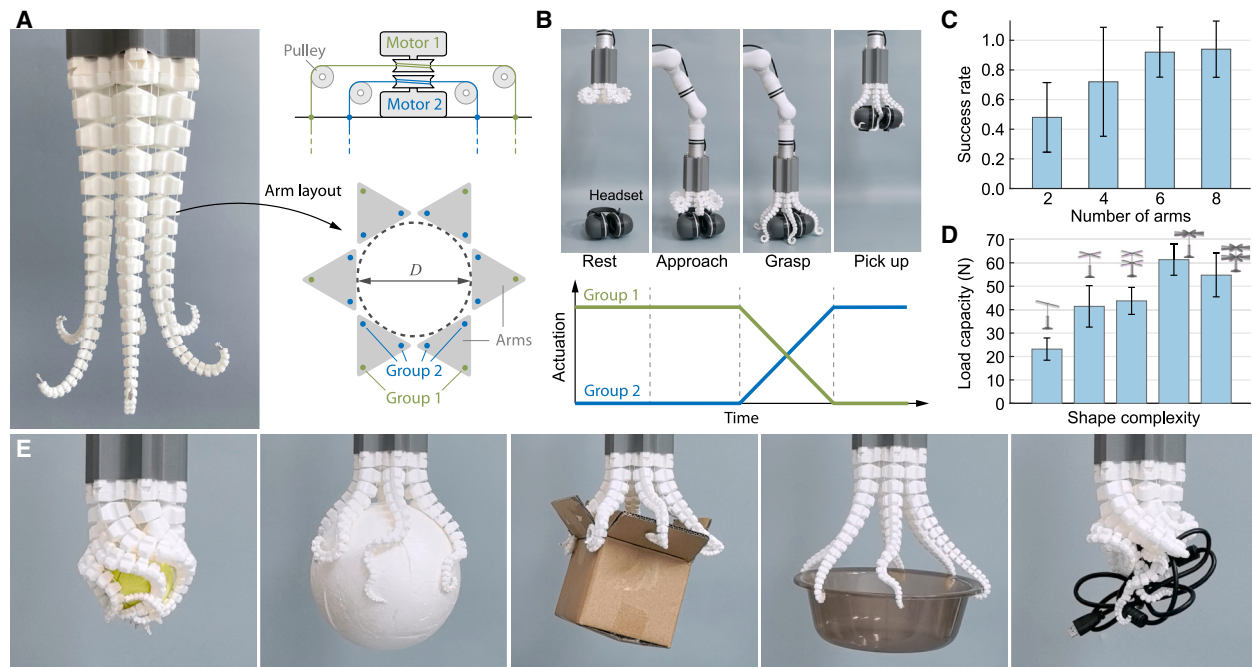 A
Pulley
Motor 1
Motor 2
Arm layout
D
Arms
Group 2
Group 1
B
Headset
Rest
Approach
Grasp
Pick up
Group 1
Group 2
Actuation
Time
C
Success rate
1.0
0.8
0.6
0.4
0.2
0.0
2 4 6 8
Number of arms
D
Load capacity (N)
70
60
50
40
30
20
10
0
Shape complexity
E